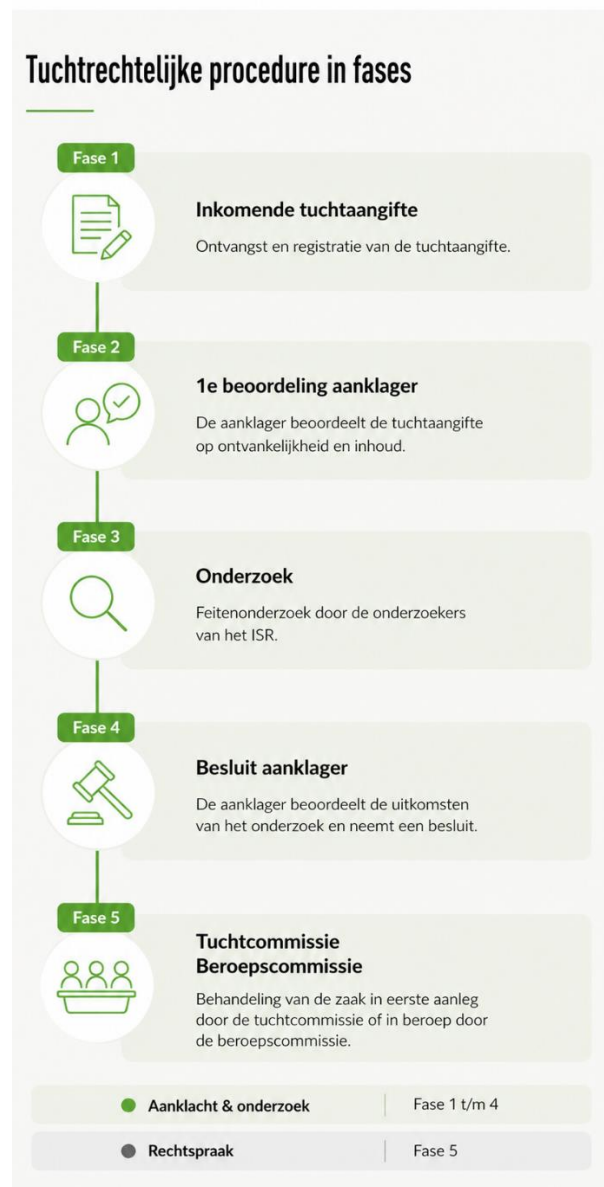 Tuchtrechtelijke procedure in fases
Fase 1
Inkomende tuchtaangifte
Ontvangst en registratie van de tuchtaangifte.
Fase 2
1e beoordeling aanklager
De aanklager beoordeelt de tuchtaangifte
op ontvankelijkheid en inhoud.
Fase 3
Onderzoek
Feitenonderzoek door de onderzoekers
van het ISR.
Fase 4
Besluit aanklager
De aanklager beoordeelt de uitkomsten
van het onderzoek en neemt een besluit.
Fase 5
Tuchtcommissie
Beroepscommissie
Behandeling van de zaak in eerste aanleg
door de tuchtcommissie of in beroep door
de beroepscommissie.
Aanklacht & onderzoek Fase 1 t/m 4
Rechtspraak Fase 5